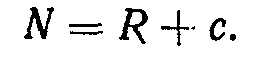 N = R + c.